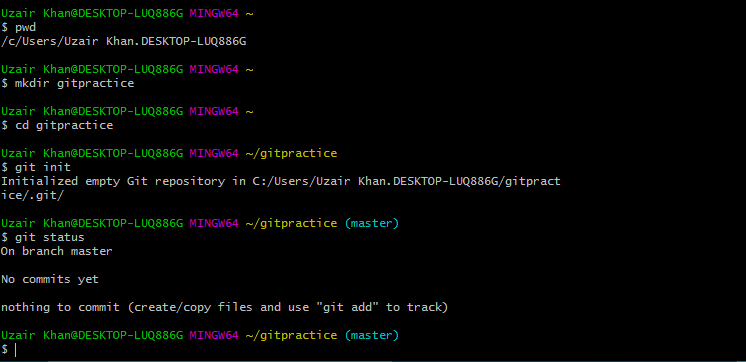 Uzair Khan@DESKTOP-LUQ886G MINGW64 ~
$ pwd
/c/Users/Uzair Khan.DESKTOP-LUQ886G
Uzair Khan@DESKTOP-LUQ886G MINGW64 ~
$ mkdir gitpractice
Uzair Khan@DESKTOP-LUQ886G MINGW64 ~
$ cd gitpractice
Uzair Khan@DESKTOP-LUQ886G MINGW64 ~/gitpractice
$ git init
Initialized empty Git repository in C:/Users/Uzair Khan.DESKTOP-LUQ886G/gitpract
ice/.git/
Uzair Khan@DESKTOP-LUQ886G MINGW64 ~/gitpractice (master)
$ git status
On branch master
No commits yet
nothing to commit (create/copy files and use "git add" to track)
Uzair Khan@DESKTOP-LUQ886G MINGW64 ~/gitpractice (master)
$